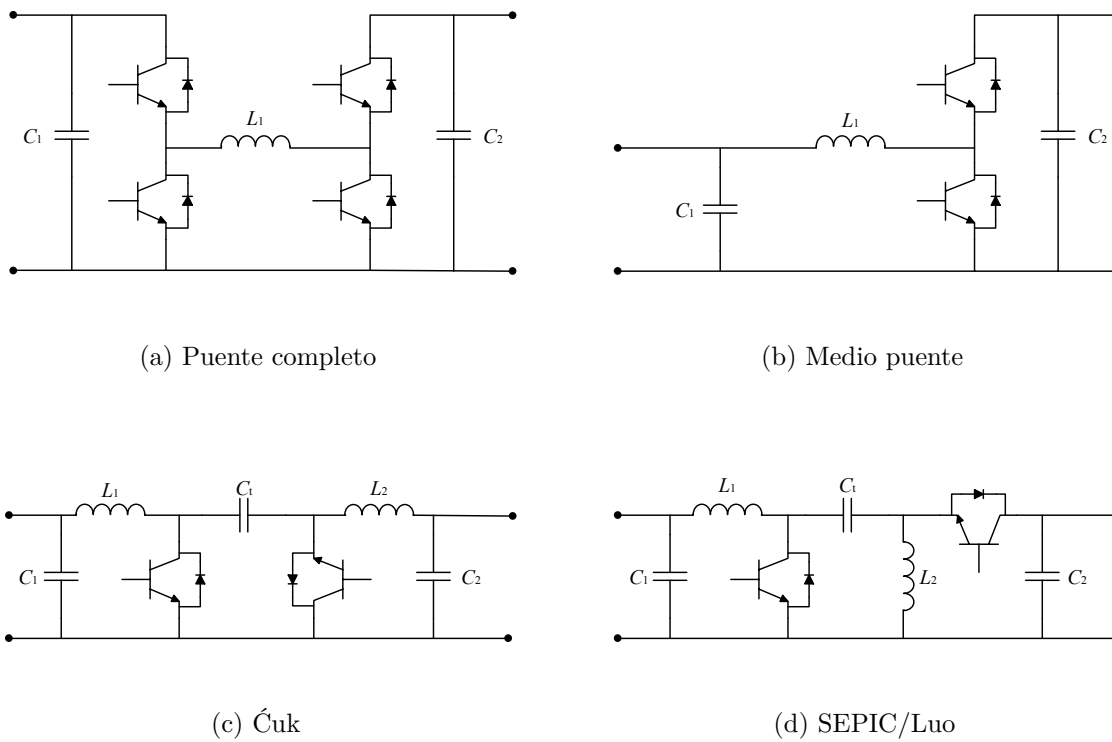 L1
C1
C2
(a) Puente completo
L1
C1
C2
(b) Medio puente
L1
Ct
L2
C1
C2
(c) Ćuk
L1
Ct
C1
L2
C2
(d) SEPIC/Luo